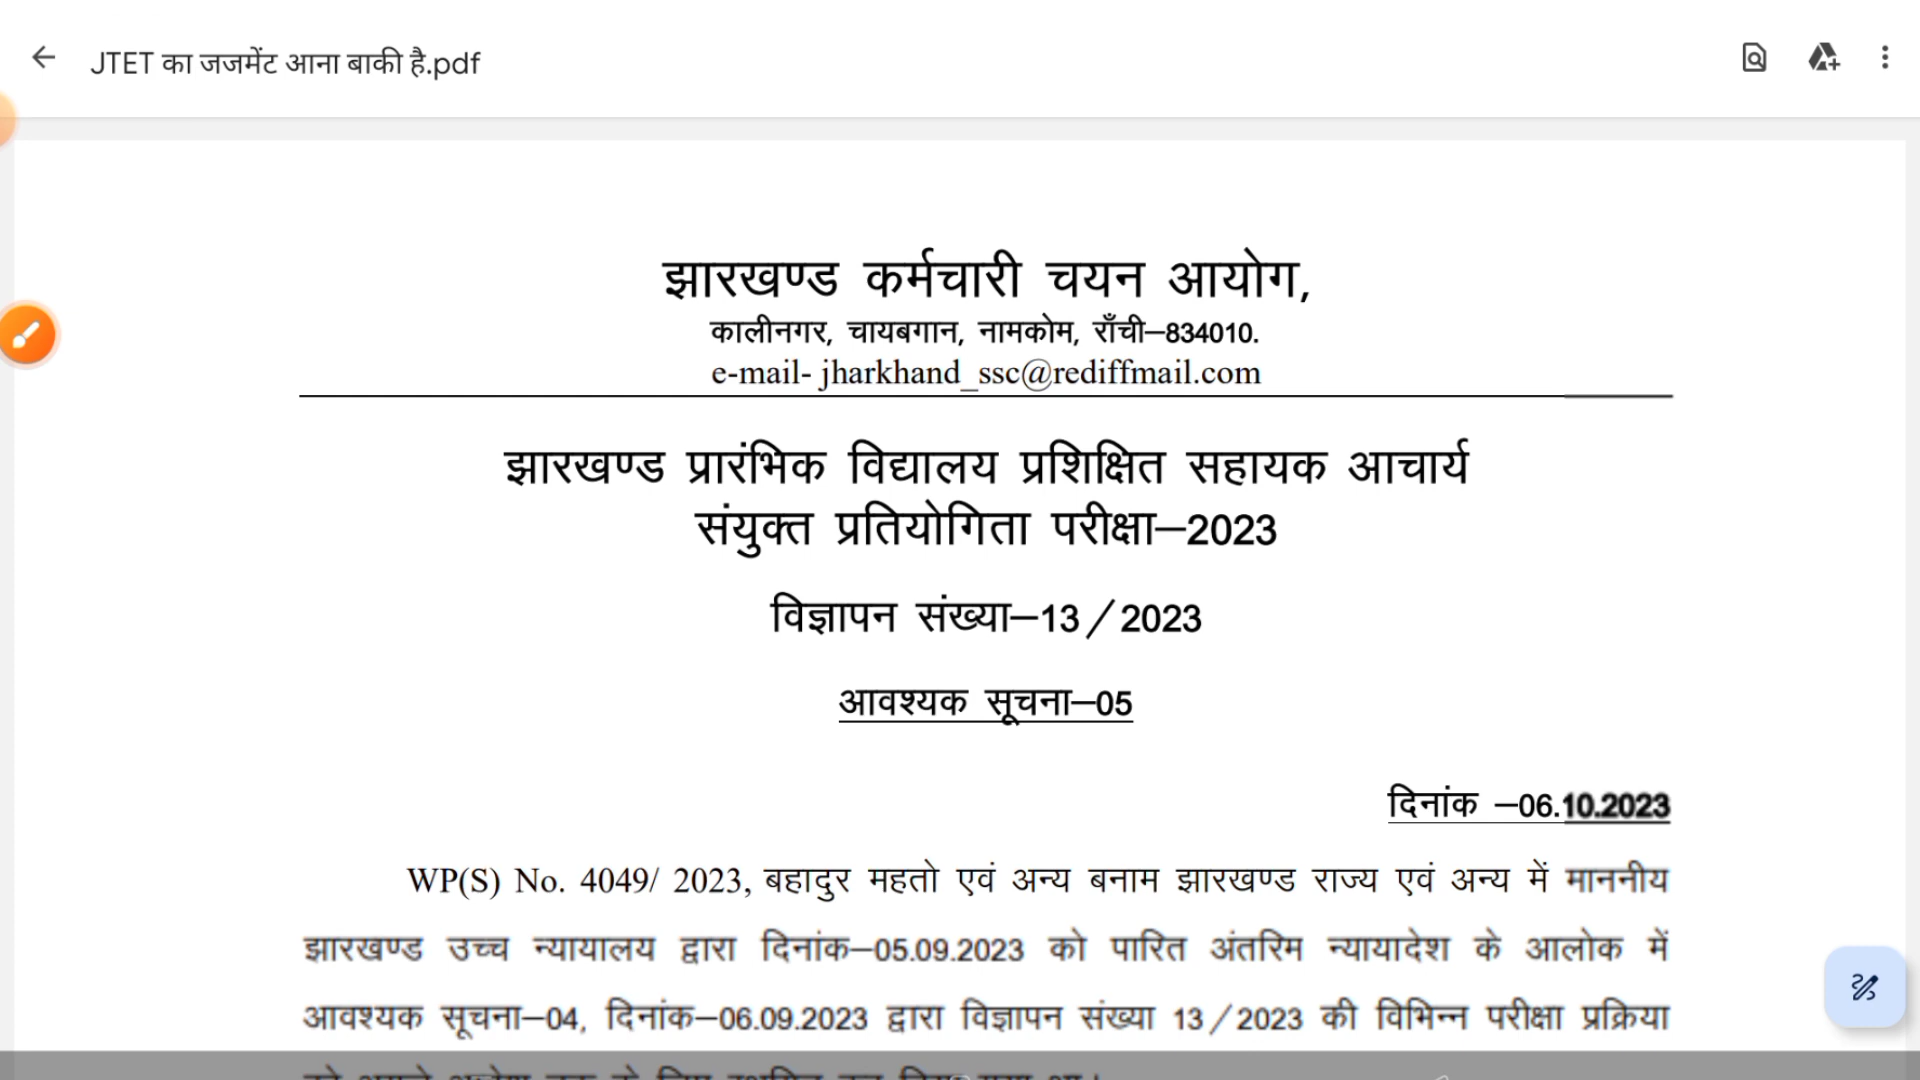 JTET का जजमेंट आना बाकी है.pdf
झारखण्ड कर्मचारी चयन आयोग,
कालीनगर, चायबगान, नामकोम, राँची–834010.
e-mail- jharkhand_ssc@rediffmail.com
झारखण्ड प्रारंभिक विद्यालय प्रशिक्षित सहायक आचार्य
संयुक्त प्रतियोगिता परीक्षा–2023
विज्ञापन संख्या–13/2023
आवश्यक सूचना–05
दिनांक –06.10.2023
WP(S) No. 4049/ 2023, बहादुर महतो एवं अन्य बनाम झारखण्ड राज्य एवं अन्य में माननीय
झारखण्ड उच्च न्यायालय द्वारा दिनांक–05.09.2023 को पारित अंतरिम न्यायादेश के आलोक में
आवश्यक सूचना–04, दिनांक–06.09.2023 द्वारा विज्ञापन संख्या 13/2023 की विभिन्न परीक्षा प्रक्रिया